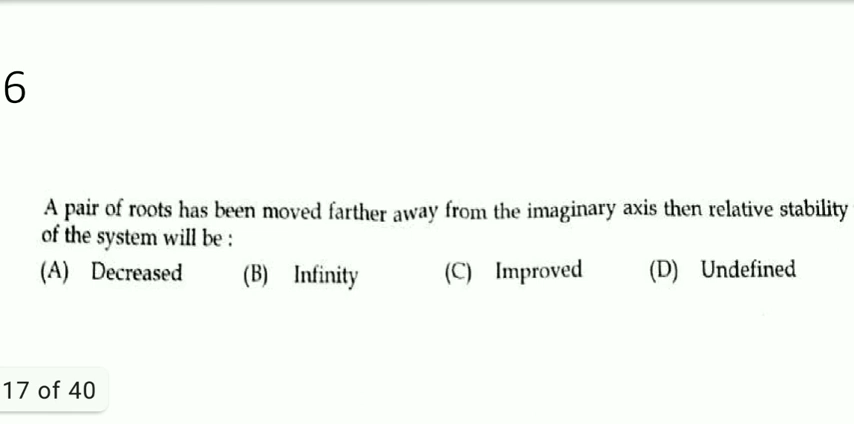 6
A pair of roots has been moved farther away from the imaginary axis then relative stability
of the system will be :
(A) Decreased (B) Infinity (C) Improved (D) Undefined
17 of 40